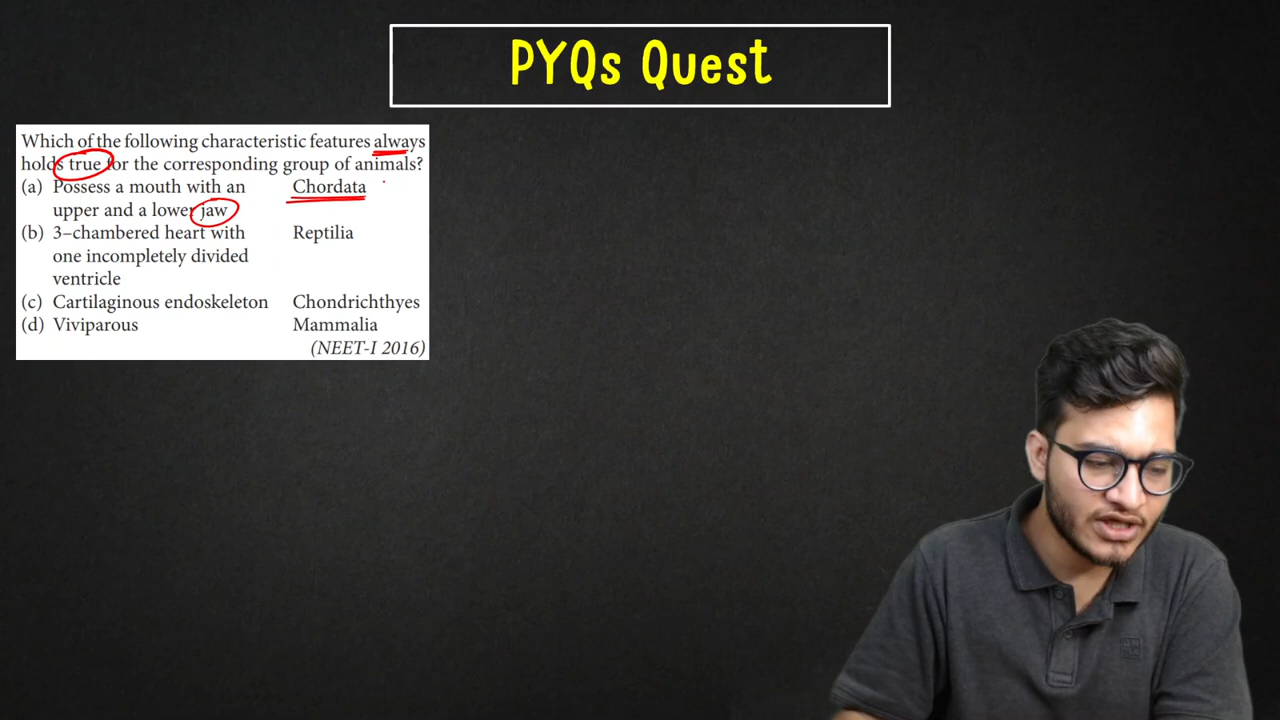 PYQs Quest
Which of the following characteristic features always
holds true for the corresponding group of animals?
(a) Possess a mouth with an Chordata
upper and a lower jaw
(b) 3–chambered heart with Reptilia
one incompletely divided
ventricle
(c) Cartilaginous endoskeleton Chondrichthyes
(d) Viviparous Mammalia
(NEET-I 2016)